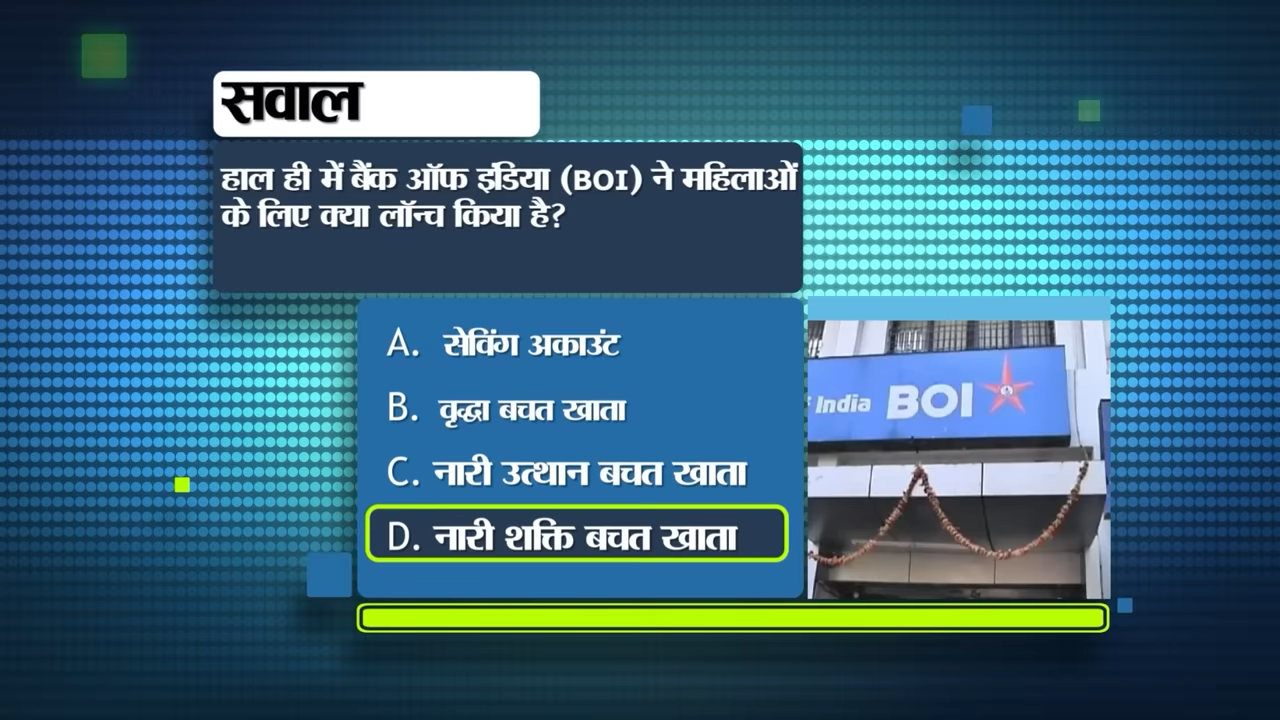 सवाल
हाल ही में बैंक ऑफ इंडिया (BOI) ने महिलाओं
के लिए क्या लॉन्च किया है?
A. सेविंग अकाउंट
B. वृद्धा बचत खाता
C. नारी उत्थान बचत खाता
D. नारी शक्ति बचत खाता
India BOI